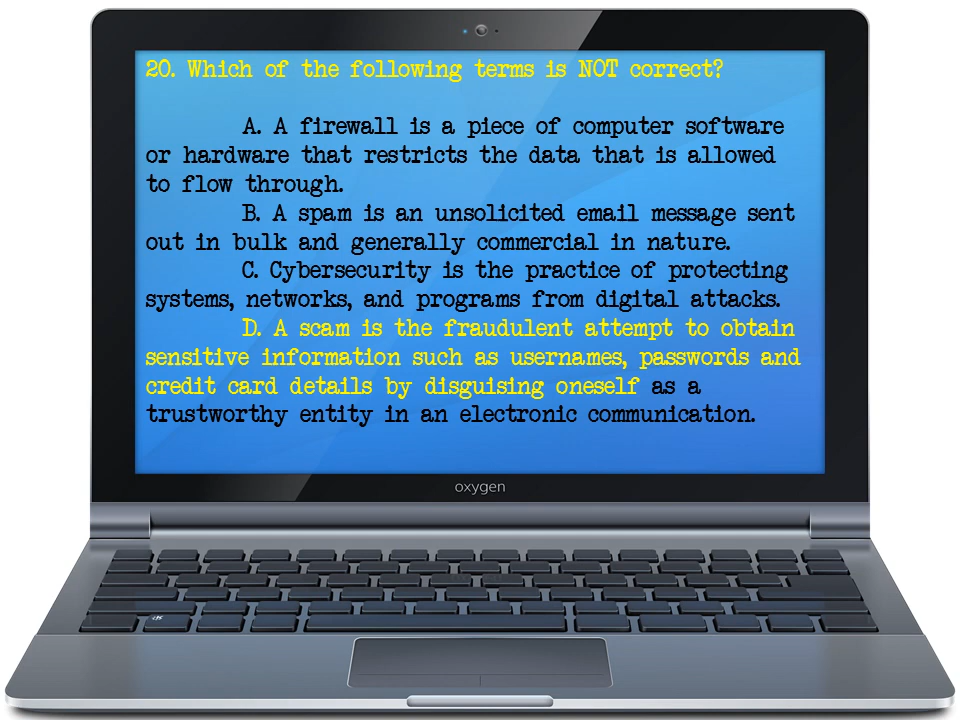 20. Which of the following terms is NOT correct?
A. A firewall is a piece of computer software
or hardware that restricts the data that is allowed
to flow through.
B. A spam is an unsolicited email message sent
out in bulk and generally commercial in nature.
C. Cybersecurity is the practice of protecting
systems, networks, and programs from digital attacks.
D. A scam is the fraudulent attempt to obtain
sensitive information such as usernames, passwords and
credit card details by disguising oneself as a
trustworthy entity in an electronic communication.
oxygen